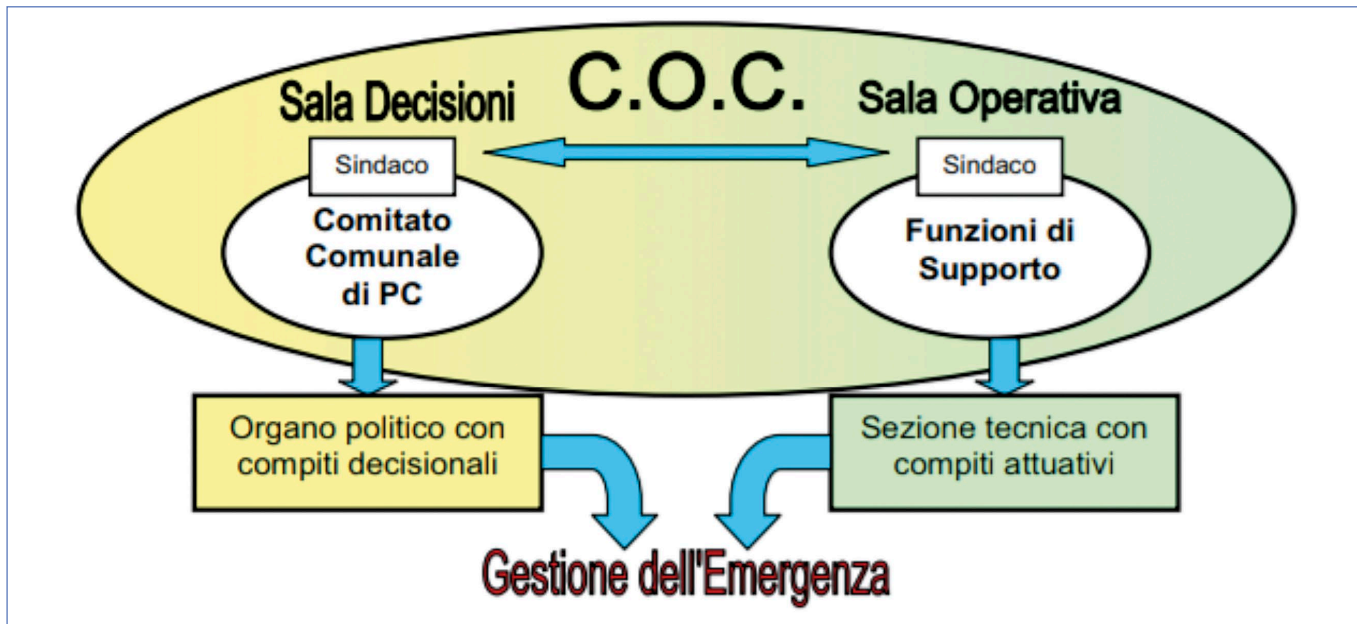 C.O.C.
Sala Decisioni
Sala Operativa
Sindaco
Comitato
Comunale
di PC
Sindaco
Funzioni di
Supporto
Organo politico con
compiti decisionali
Sezione tecnica con
compiti attuativi
Gestione dell'Emergenza